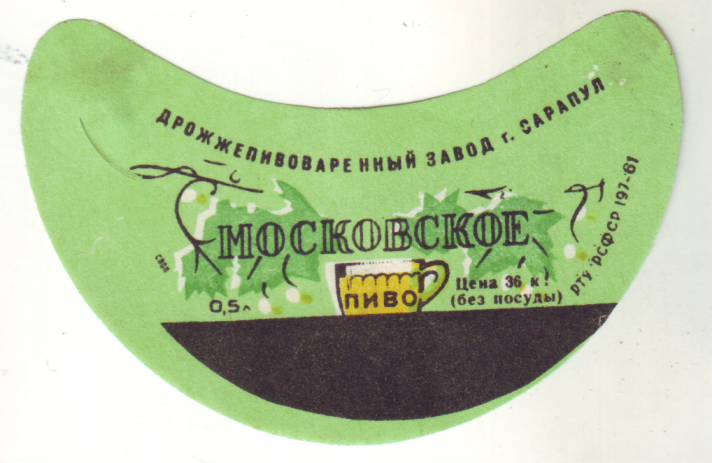 ДРОЖЖЕПИВОВАРЕННЫЙ ЗАВОД г. САРАПУЛ
МОСКОВСКОЕ
ПИВО
0,5л
Цена 36 к.
(без посуды)
РТУ РСФСР 197-61